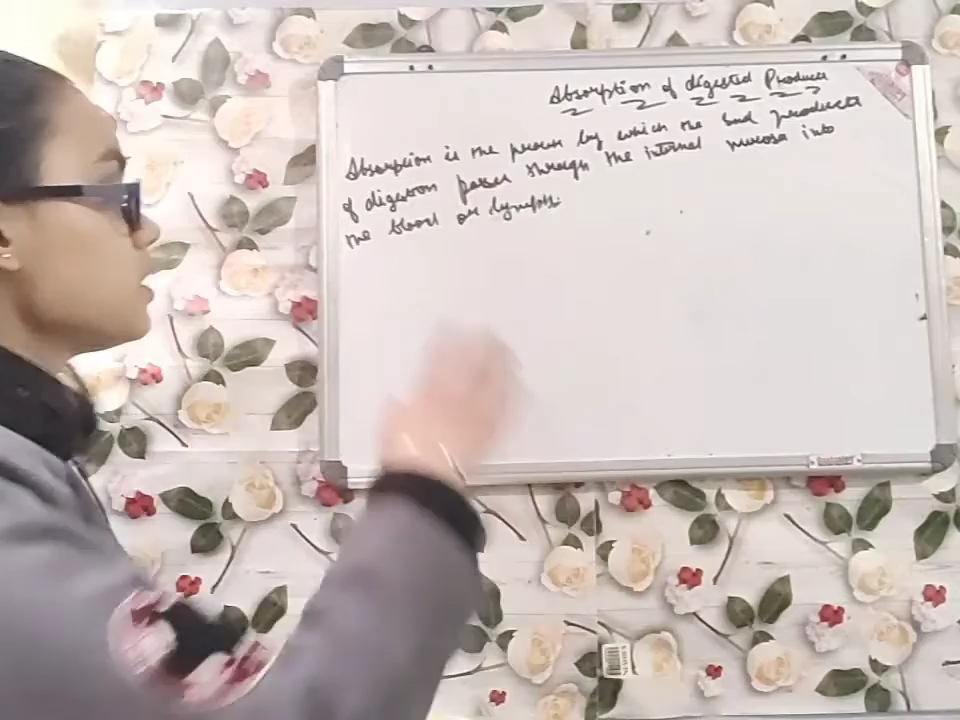 Absorption of digested Products
Absorption is the process by which the end products
of digestion passes through the internal mucosa into
the blood or lymph.